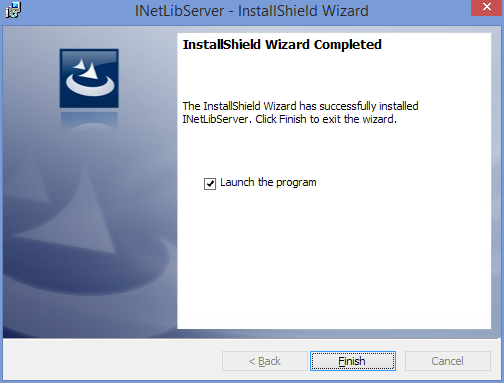 INetLibServer - InstallShield Wizard
InstallShield Wizard Completed
The InstallShield Wizard has successfully installed
INetLibServer. Click Finish to exit the wizard.
Launch the program
< Back
Finish
Cancel